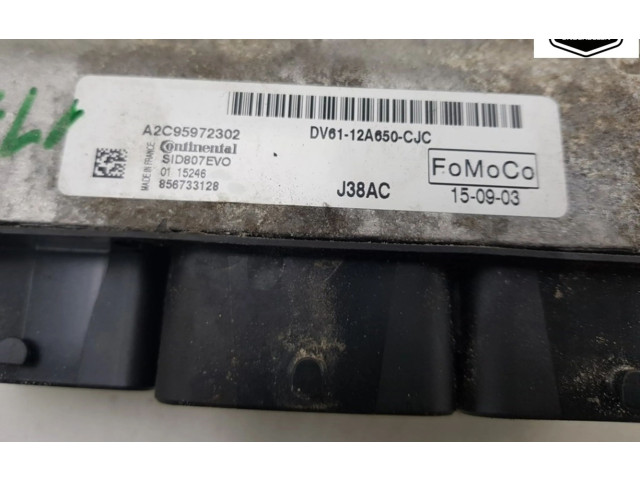 A2C95972302
Continental
SID807EVO
01 15246
856733128
MADE IN FRANCE
DV61-12A650-CJC
J38AC
FoMoCo
15-09-03